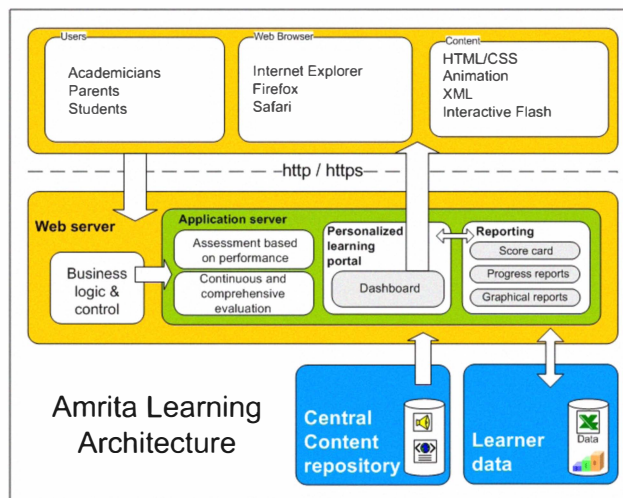 Users
Academicians
Parents
Students
Web Browser
Internet Explorer
Firefox
Safari
Content
HTML/CSS
Animation
XML
Interactive Flash
http / https
Web server
Business
logic &
control
Application server
Assessment based
on performance
Continuous and
comprehensive
evaluation
Personalized
learning
portal
Dashboard
Reporting
Score card
Progress reports
Graphical reports
Amrita Learning
Architecture
Central
Content
repository
Learner
data
Data